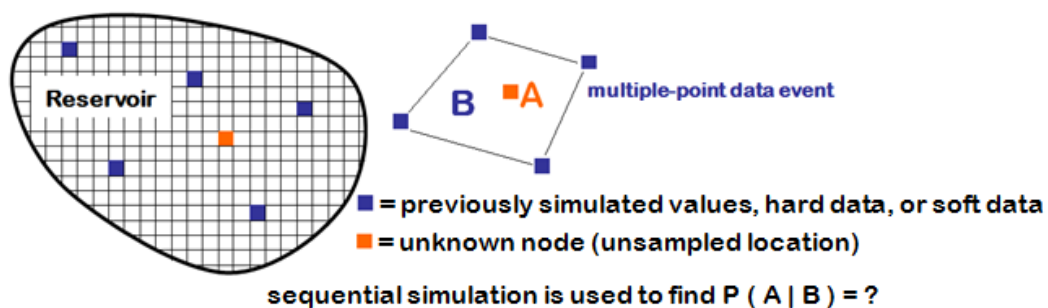 Reservoir
B
A
multiple-point data event
= previously simulated values, hard data, or soft data
= unknown node (unsampled location)
sequential simulation is used to find P ( A | B ) = ?